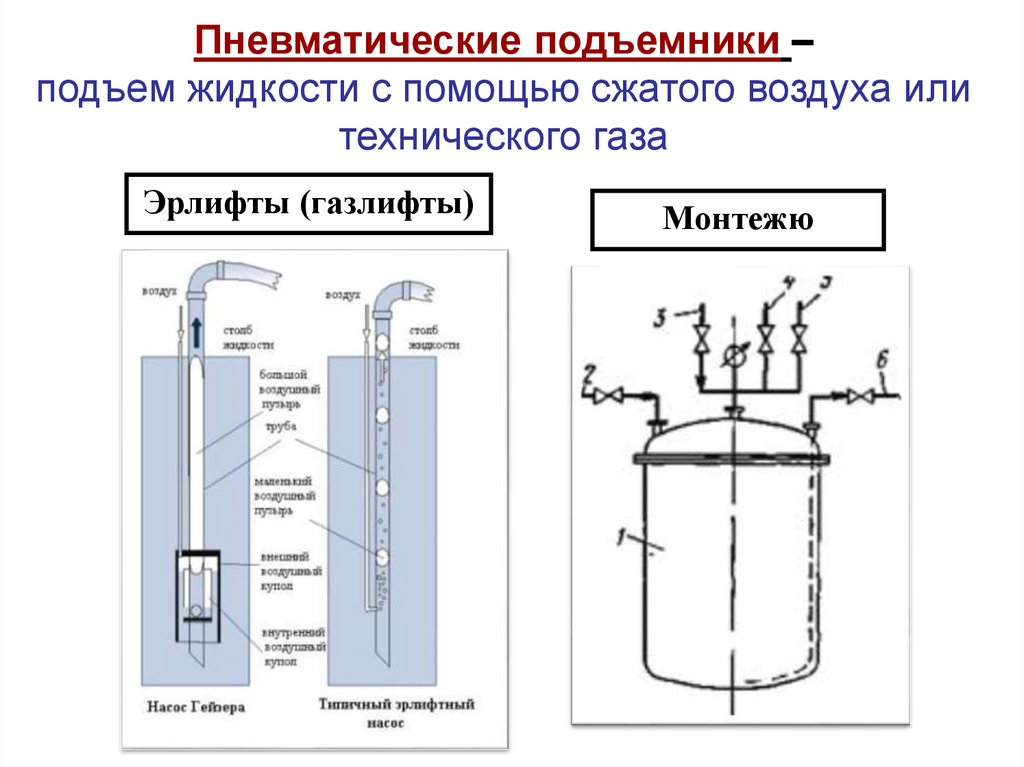 Пневматические подъемники –
подъем жидкости с помощью сжатого воздуха или
технического газа
Эрлифты (газлифты)
воздух
столб
жидкости
большой
воздушный
пузырь
труба
маленький
воздушный
пузырь
внешний
воздушный
купол
внутренний
воздушный
купол
Насос Гейзера
воздух
столб
жидкости
Типичный эрлифтный
насос
Монтежю
3
4
5
2
6
1